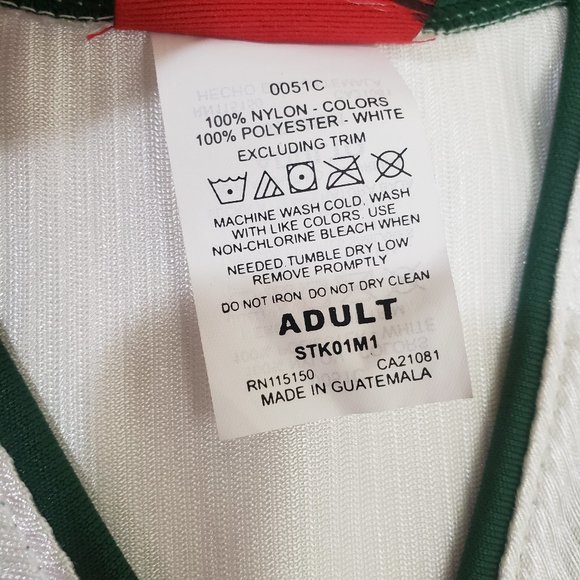 0051C
100% NYLON - COLORS
100% POLYESTER - WHITE
EXCLUDING TRIM
MACHINE WASH COLD, WASH
WITH LIKE COLORS. USE
NON-CHLORINE BLEACH WHEN
NEEDED.TUMBLE DRY LOW
REMOVE PROMPTLY
DO NOT IRON DO NOT DRY CLEAN
ADULT
STK01M1
RN115150 CA21081
MADE IN GUATEMALA